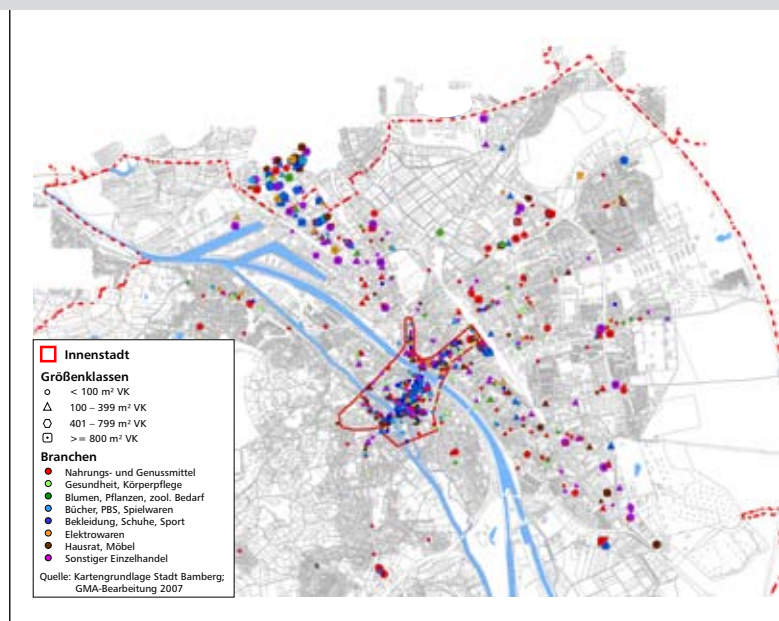 Innenstadt
Größenklassen
< 100 m² VK
100 – 399 m² VK
401 – 799 m² VK
>= 800 m² VK
Branchen
Nahrungs- und Genussmittel
Gesundheit, Körperpflege
Blumen, Pflanzen, zool. Bedarf
Bücher, PBS, Spielwaren
Bekleidung, Schuhe, Sport
Elektrowaren
Hausrat, Möbel
Sonstiger Einzelhandel
Quelle: Kartengrundlage Stadt Bamberg;
GMA-Bearbeitung 2007